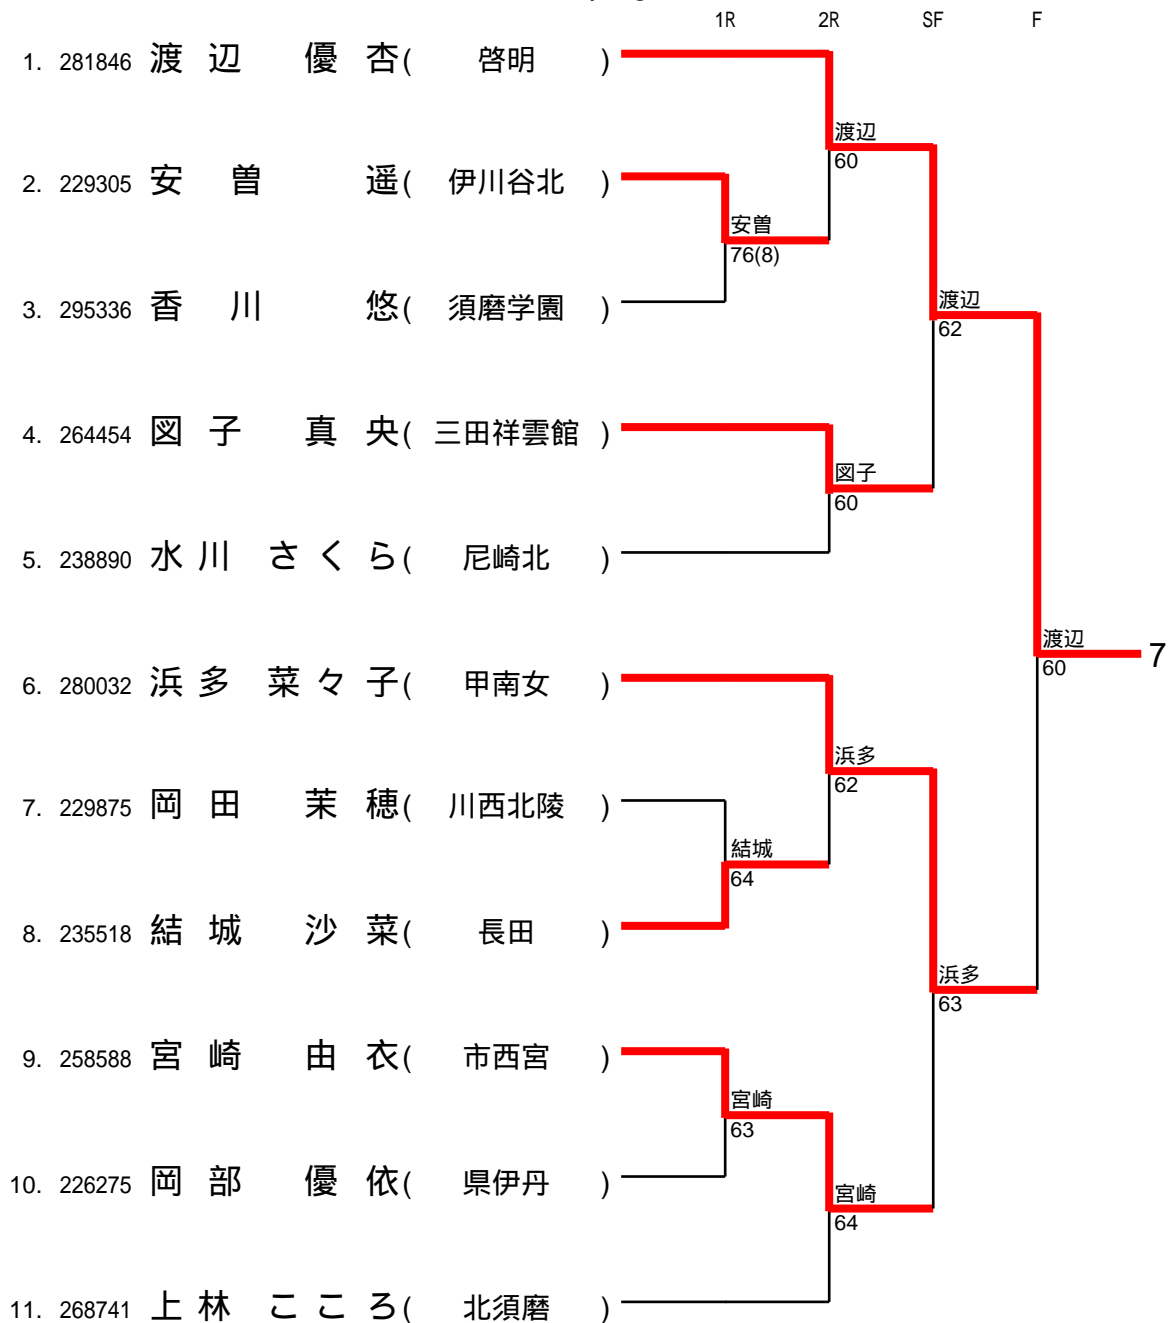 1R 2R SF F
1. 281846 渡辺 優杏( 啓明 )
渡辺
60
2. 229305 安曽 遥( 伊川谷北 )
安曽
76(8)
3. 295336 香川 悠( 須磨学園 )
渡辺
62
4. 264454 図子 真央( 三田祥雲館 )
図子
60
5. 238890 水川 さくら( 尼崎北 )
渡辺
60
7
6. 280032 浜多 菜々子( 甲南女 )
浜多
62
7. 229875 岡田 茉穂( 川西北陵 )
結城
64
8. 235518 結城 沙菜( 長田 )
浜多
63
9. 258588 宮崎 由衣( 市西宮 )
宮崎
63
10. 226275 岡部 優依( 県伊丹 )
宮崎
64
11. 268741 上林 こころ( 北須磨 )